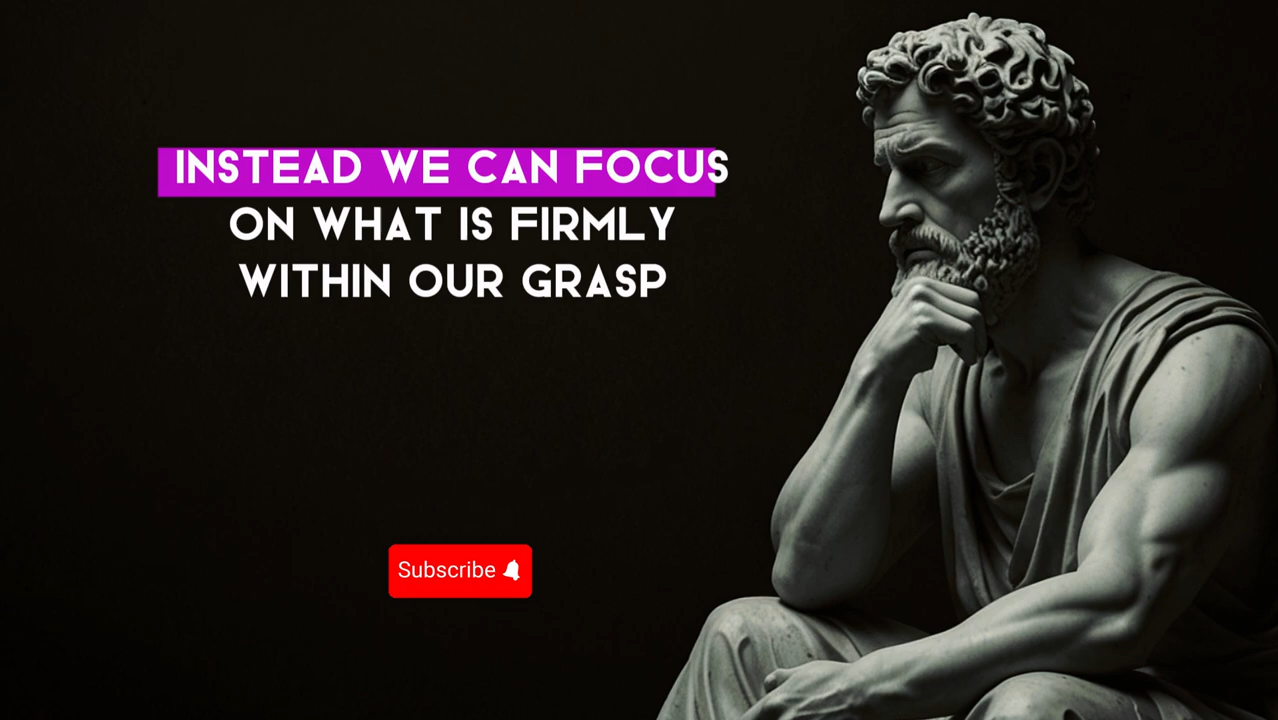 INSTEAD WE CAN FOCUS
ON WHAT IS FIRMLY
WITHIN OUR GRASP
Subscribe